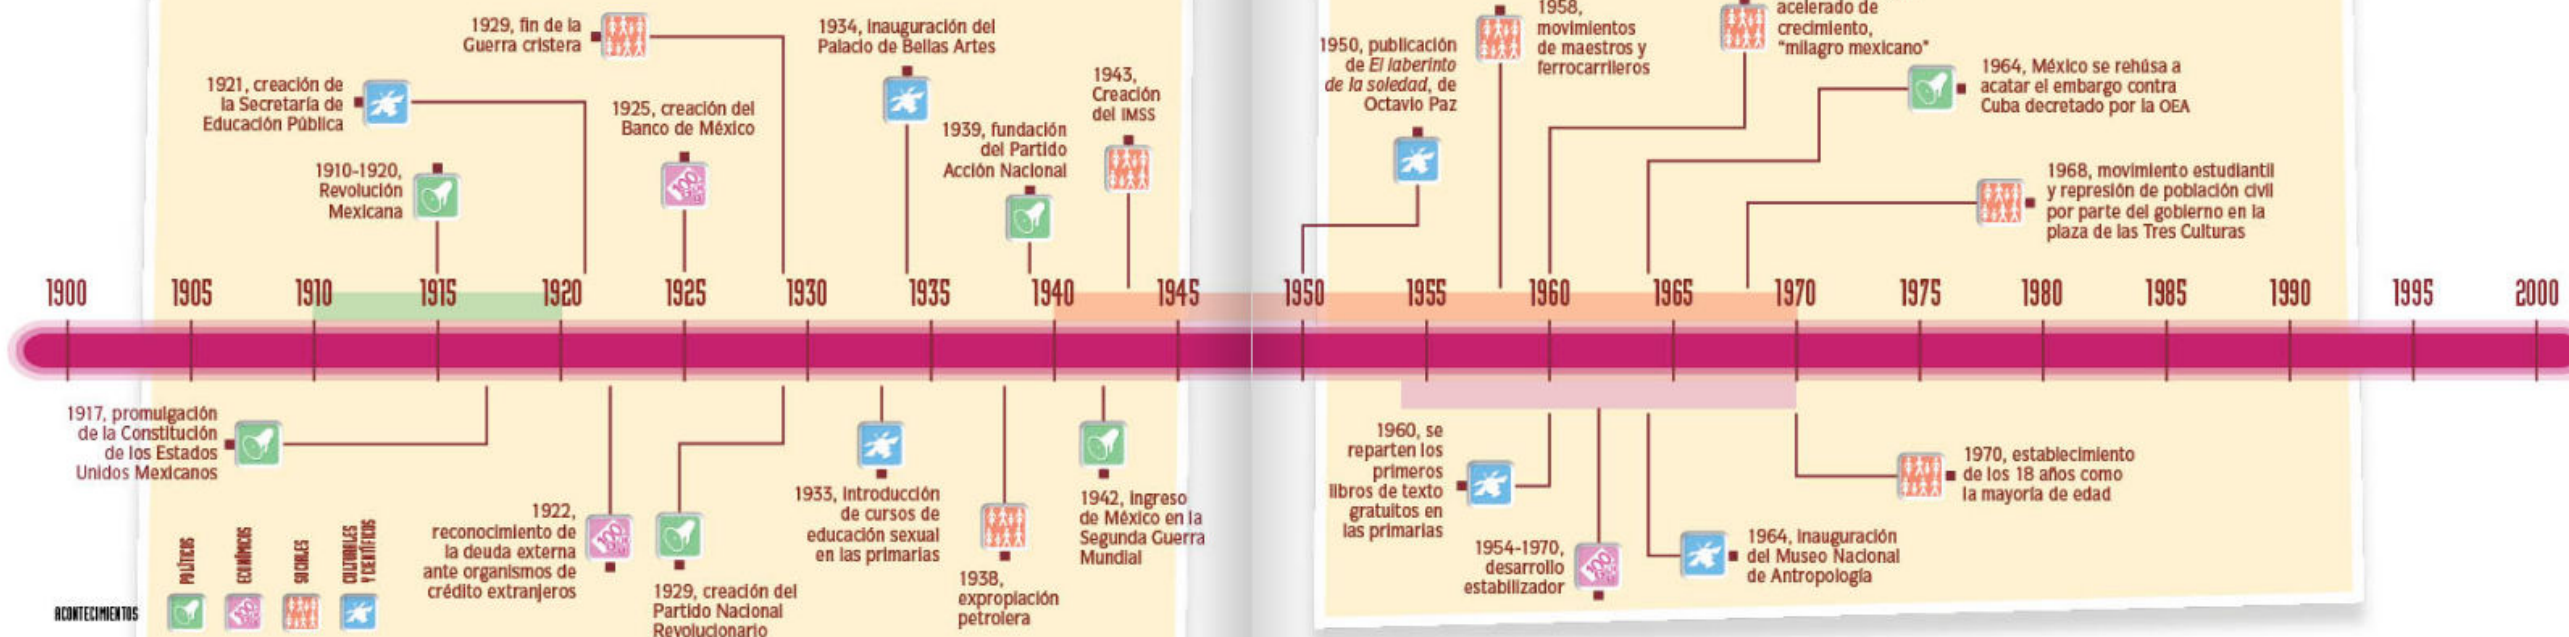 1929, fin de la
Guerra cristera
1934, inauguración del
Palacio de Bellas Artes
1921, creación de
la Secretaría de
Educación Pública
1925, creación del
Banco de México
1943,
Creación
del IMSS
1939, fundación
del Partido
Acción Nacional
1910-1920,
Revolución
Mexicana
1950, publicación
de El laberinto
de la soledad, de
Octavio Paz
1958,
movimientos
de maestros y
ferrocarrileros
acelerado de
crecimiento,
"milagro mexicano"
1964, México se rehúsa a
acatar el embargo contra
Cuba decretado por la OEA
1968, movimiento estudiantil
y represión de población civil
por parte del gobierno en la
plaza de las Tres Culturas
1900 1905 1910 1915 1920 1925 1930 1935 1940 1945 1950 1955 1960 1965 1970 1975 1980 1985 1990 1995 2000
1917, promulgación
de la Constitución
de los Estados
Unidos Mexicanos
1922,
reconocimiento de
la deuda externa
ante organismos de
crédito extranjeros
1929, creación del
Partido Nacional
Revolucionario
1933, introducción
de cursos de
educación sexual
en las primarias
1938,
expropiación
petrolera
1942, ingreso
de México en la
Segunda Guerra
Mundial
1960, se
reparten los
primeros
libros de texto
gratuitos en
las primarias
1954-1970,
desarrollo
estabilizador
1964, inauguración
del Museo Nacional
de Antropología
1970, establecimiento
de los 18 años como
la mayoría de edad
ACONTECIMIENTOS
POLÍTICOS
ECONÓMICOS
SOCIALES
CULTURALES
Y CIENTÍFICOS